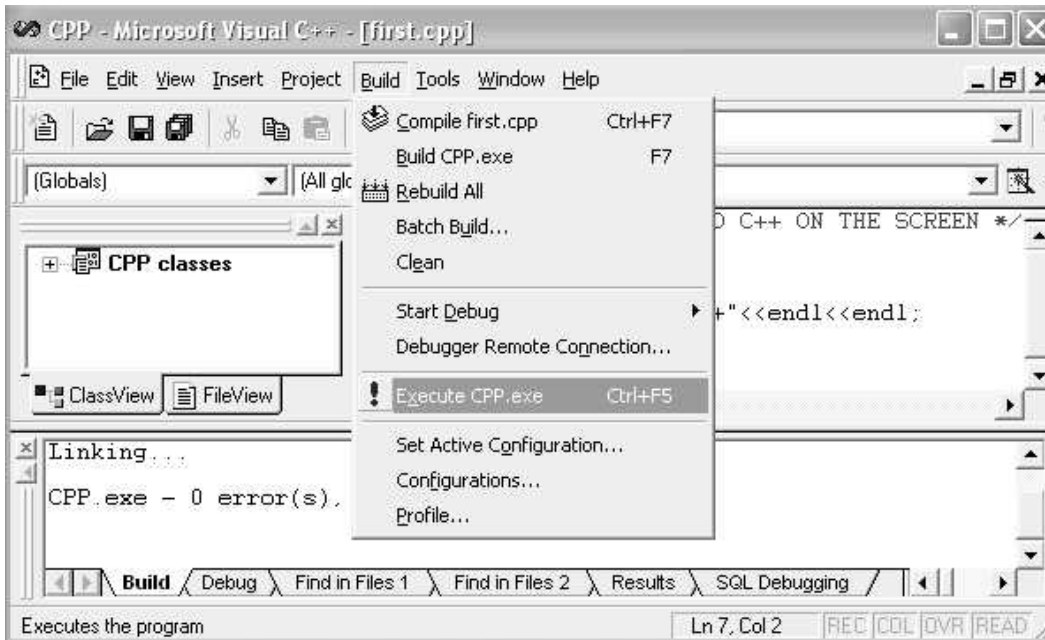 CPP - Microsoft Visual C++ - [first.cpp]
File Edit View Insert Project Build Tools Window Help
Compile first.cpp Ctrl+F7
Build CPP.exe F7
Rebuild All
Batch Build...
Clean
Start Debug
Debugger Remote Connection...
Execute CPP.exe Ctrl+F5
Set Active Configuration...
Configurations...
Profile...
(Globals) (All glo
C++ ON THE SCREEN */
+"<<endl<<endl;
CPP classes
ClassView FileView
Linking...
CPP.exe - 0 error(s),
Build Debug Find in Files 1 Find in Files 2 Results SQL Debugging
Executes the program Ln 7, Col 2 REC COL OVR READ